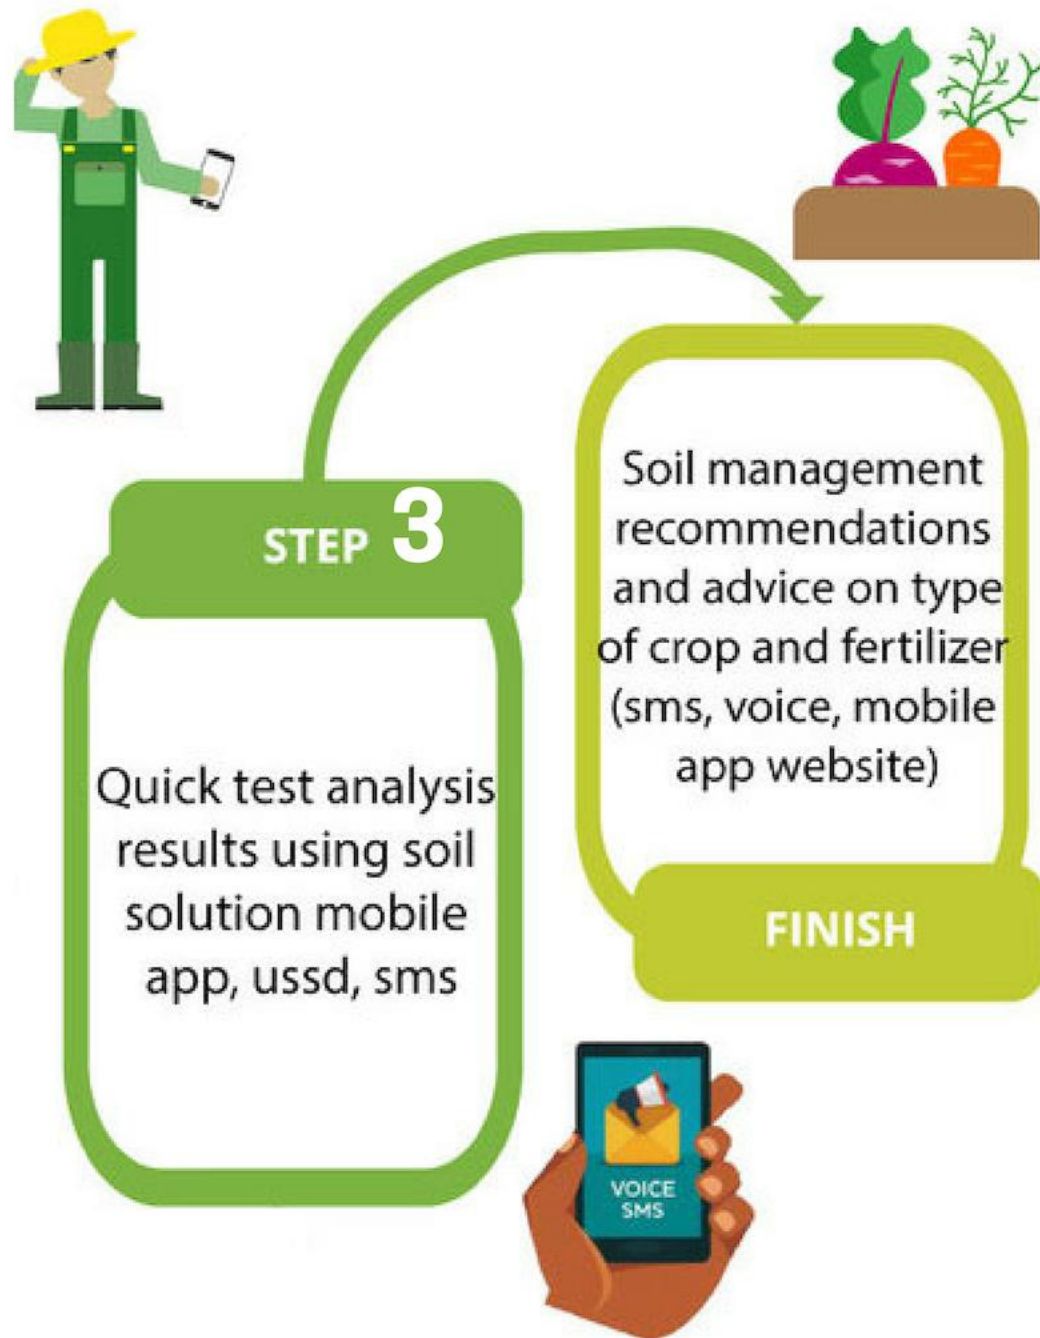 STEP 3
Quick test analysis
results using soil
solution mobile
app, ussd, sms
Soil management
recommendations
and advice on type
of crop and fertilizer
(sms, voice, mobile
app website)
FINISH
VOICE
SMS